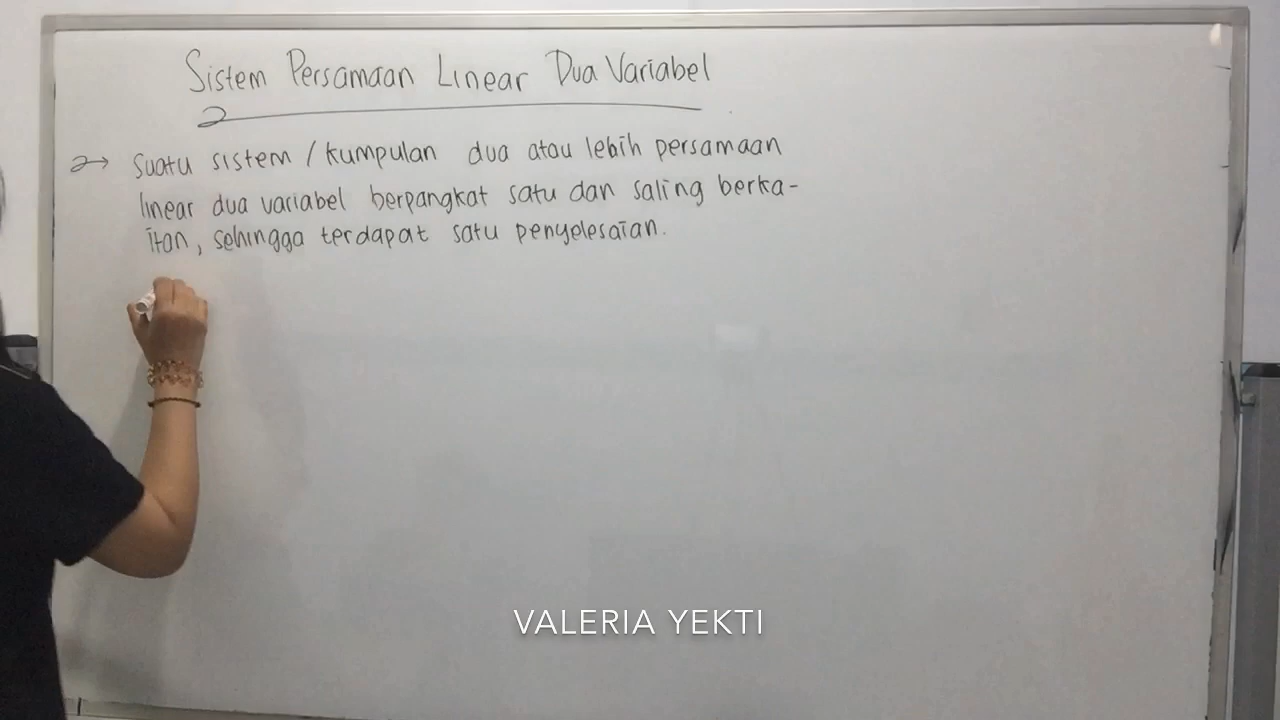 Sistem Persamaan Linear Dua Variabel
Suatu sistem / kumpulan dua atau lebih persamaan
linear dua variabel berpangkat satu dan saling berka-
itan, sehingga terdapat satu penyelesaian.
VALERIA YEKTI